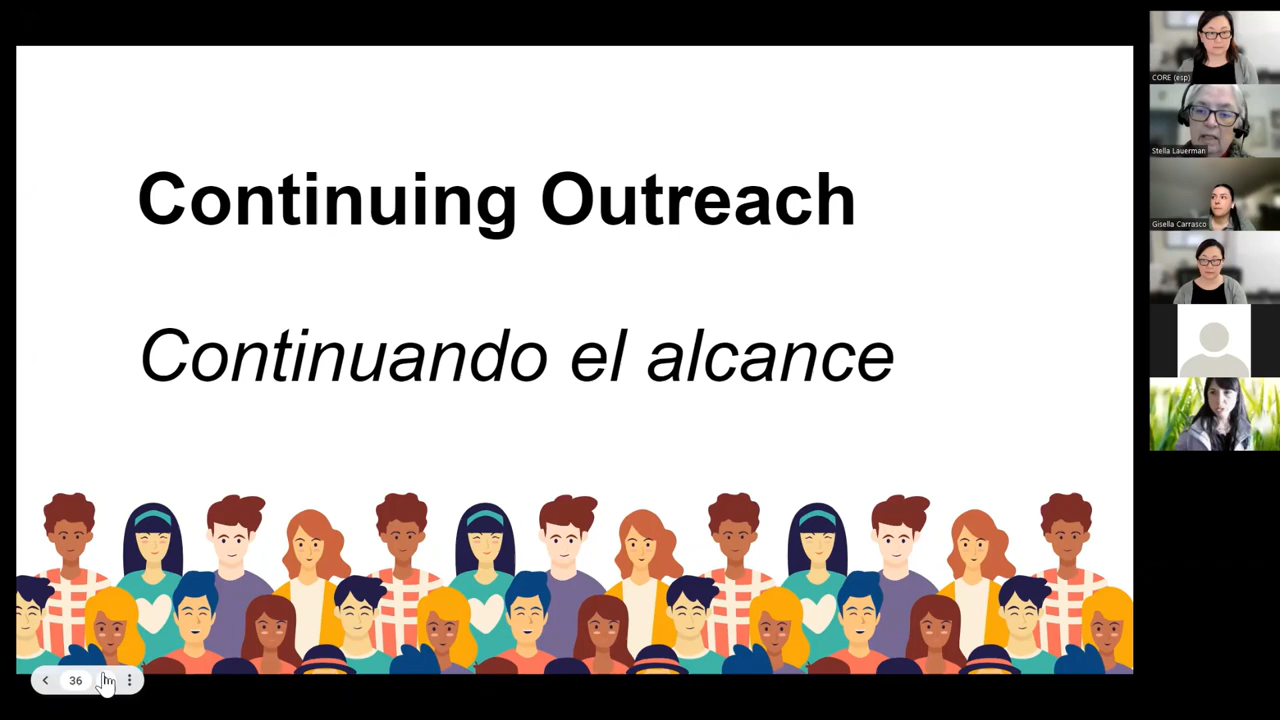 Continuing Outreach
Continuando el alcance
36
CORE (esp)
Stella Lauerman
Gisella Carrasco